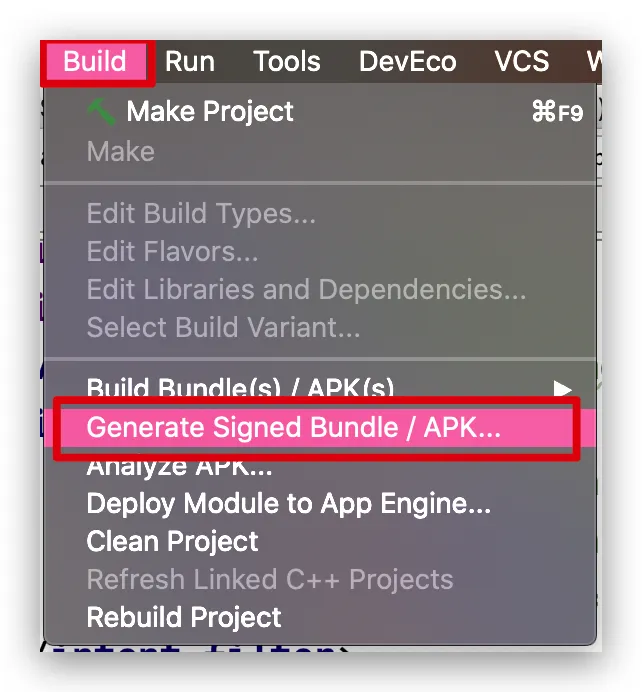 Build Run Tools DevEco VCS W
Make Project ⌘F9
Make
Edit Build Types...
Edit Flavors...
Edit Libraries and Dependencies...
Select Build Variant...
Build Bundle(s) / APK(s)
Generate Signed Bundle / APK...
Analyze APK...
Deploy Module to App Engine...
Clean Project
Refresh Linked C++ Projects
Rebuild Project
/intent-filter>